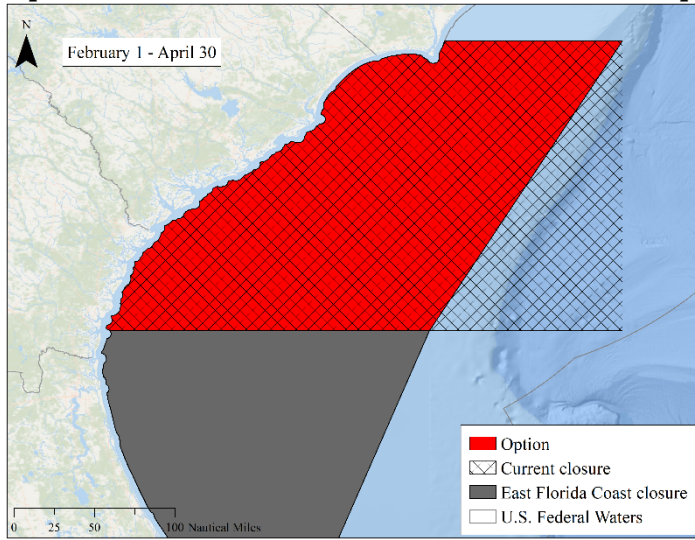 N
February 1 - April 30
Option
Current closure
East Florida Coast closure
U.S. Federal Waters
0 25 50 100 Nautical Miles